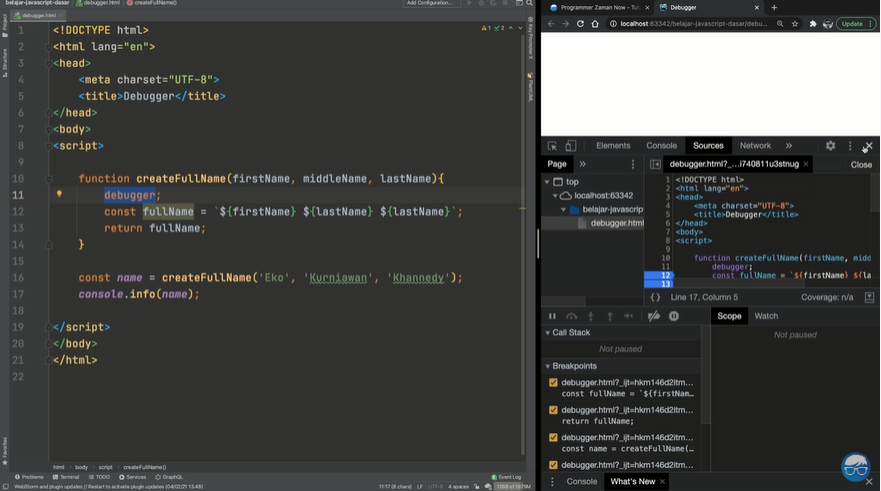 belajar-javascript-dasar
debugger.html
createFullName()
Add Configuration...
debugger.html
Project
Structure
Favorites
Key Promoter X
PlantUML
1
2
1 <!DOCTYPE html>
2 <html lang="en">
3 <head>
4 <meta charset="UTF-8">
5 <title>Debugger</title>
6 </head>
7 <body>
8 <script>
9
10 function createFullName(firstName, middleName, lastName){
11 debugger;
12 const fullName = `${firstName} ${lastName} ${lastName}`;
13 return fullName;
14 }
15
16 const name = createFullName('Eko', 'Kurniawan', 'Khannedy');
17 console.info(name);
18
19 </script>
20 </body>
21 </html>
22
html
body
script
createFullName()
Problems
Terminal
TODO
Services
GraphQL
Event Log
WebStorm and plugin updates // Restart to activate plugin updates (04/02/21 13.48)
11:17 (8 chars)
LF
UTF-8
4 spaces
Programmer Zaman Now – Tuto
Debugger
localhost:63342/belajar-javascript-dasar/debu...
Update
Elements
Console
Sources
Network
Page
debugger.html?_...i740811u3stnug
Close
top
localhost:63342
belajar-javascrip
debugger.html
1 <!DOCTYPE html>
2 <html lang="en">
3 <head>
4 <meta charset="UTF-8">
5 <title>Debugger</title>
6 </head>
7 <body>
8 <script>
9
10 function createFullName(firstName, midd
11 debugger;
12 const fullName = `${firstName} ${la
13
{} Line 17, Column 5
Coverage: n/a
Scope
Watch
Call Stack
Not paused
Not paused
Breakpoints
debugger.html?_ijt=hkm146d2itm...
const fullName = `${firstNam...
debugger.html?_ijt=hkm146d2itm...
return fullName;
debugger.html?_ijt=hkm146d2itm...
const name = createFullName(...
debugger.html?_ijt=hkm146d2itm...
Console
What's New